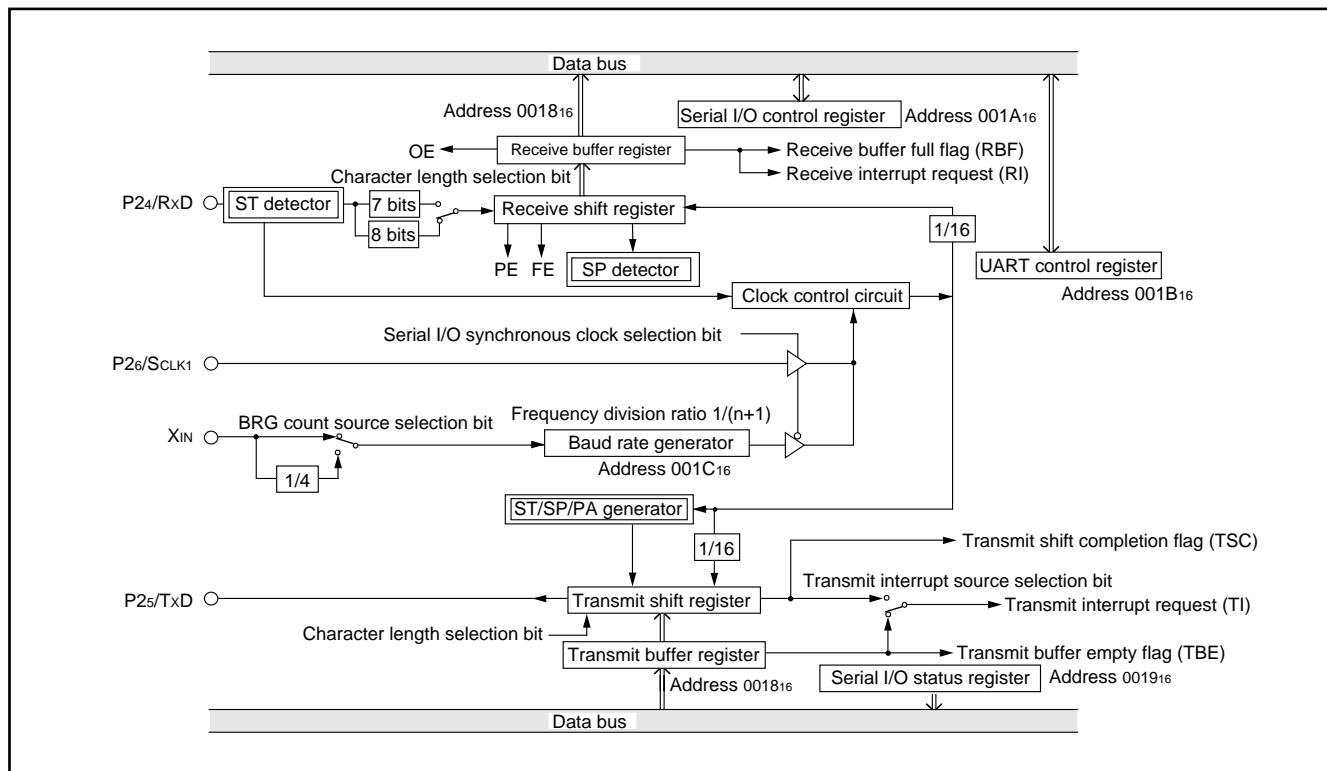 Data bus
Address 0018₁₆
Serial I/O control register
Address 001A₁₆
OE
Receive buffer register
Receive buffer full flag (RBF)
Receive interrupt request (RI)
Character length selection bit
P2₄/RxD
ST detector
7 bits
8 bits
Receive shift register
1/16
PE
FE
SP detector
UART control register
Address 001B₁₆
Clock control circuit
Serial I/O synchronous clock selection bit
P2₆/SCLK1
XIN
BRG count source selection bit
Frequency division ratio 1/(n+1)
Baud rate generator
Address 001C₁₆
1/4
ST/SP/PA generator
1/16
Transmit shift completion flag (TSC)
Transmit interrupt source selection bit
P2₅/TxD
Transmit shift register
Transmit interrupt request (TI)
Character length selection bit
Transmit buffer register
Transmit buffer empty flag (TBE)
Address 0018₁₆
Serial I/O status register
Address 0019₁₆
Data bus